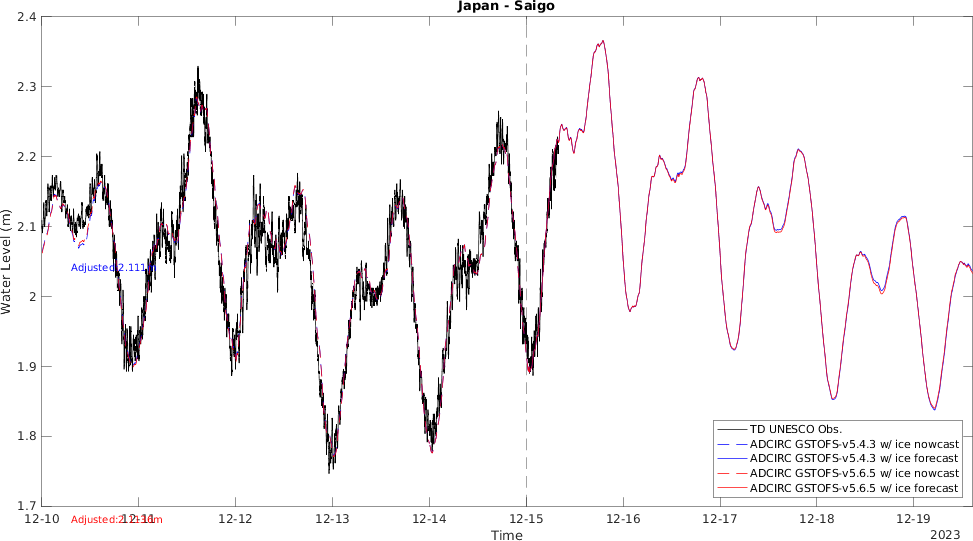 Japan - Saigo
Water Level (m)
2.4
2.3
2.2
2.1
2
1.9
1.8
1.7
Adjusted:2.111
TD UNESCO Obs.
ADCIRC GSTOFS-v5.4.3 w/ ice nowcast
ADCIRC GSTOFS-v5.4.3 w/ ice forecast
ADCIRC GSTOFS-v5.6.5 w/ ice nowcast
ADCIRC GSTOFS-v5.6.5 w/ ice forecast
12-10 12-12 12-13 12-14 12-15 12-16 12-17 12-18 12-19
Time
2023